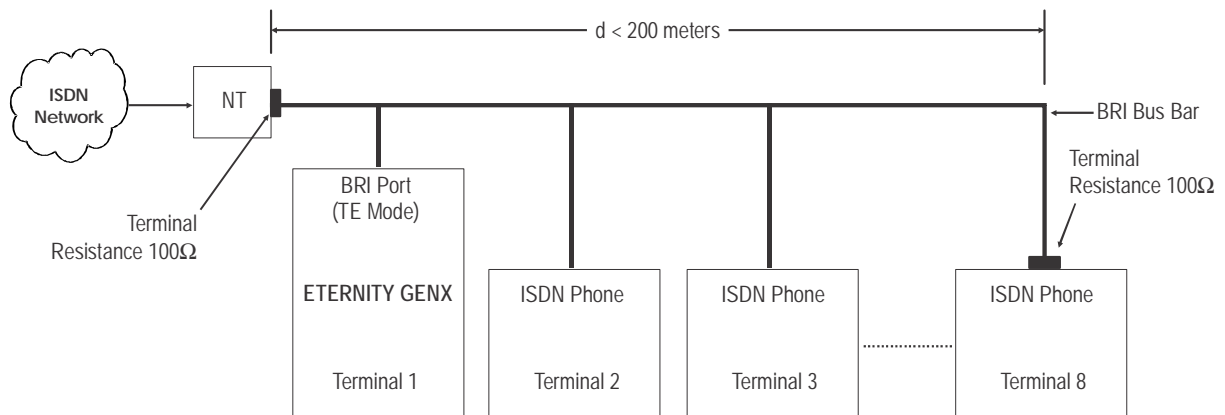 d < 200 meters
ISDN
Network
NT
BRI Bus Bar
Terminal
Resistance 100Ω
Terminal
Resistance 100Ω
BRI Port
(TE Mode)
ETERNITY GENX
Terminal 1
ISDN Phone
Terminal 2
ISDN Phone
Terminal 3
ISDN Phone
Terminal 8